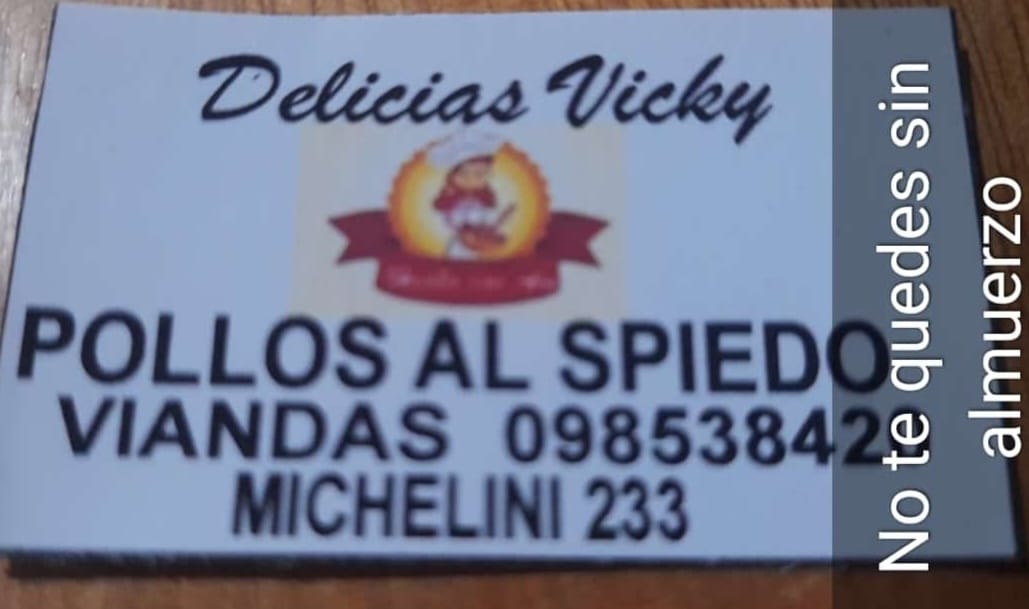 Delicias Vicky
POLLOS AL SPIEDO
VIANDAS
MICHELINI 233
No te quedes sin
almuerzo